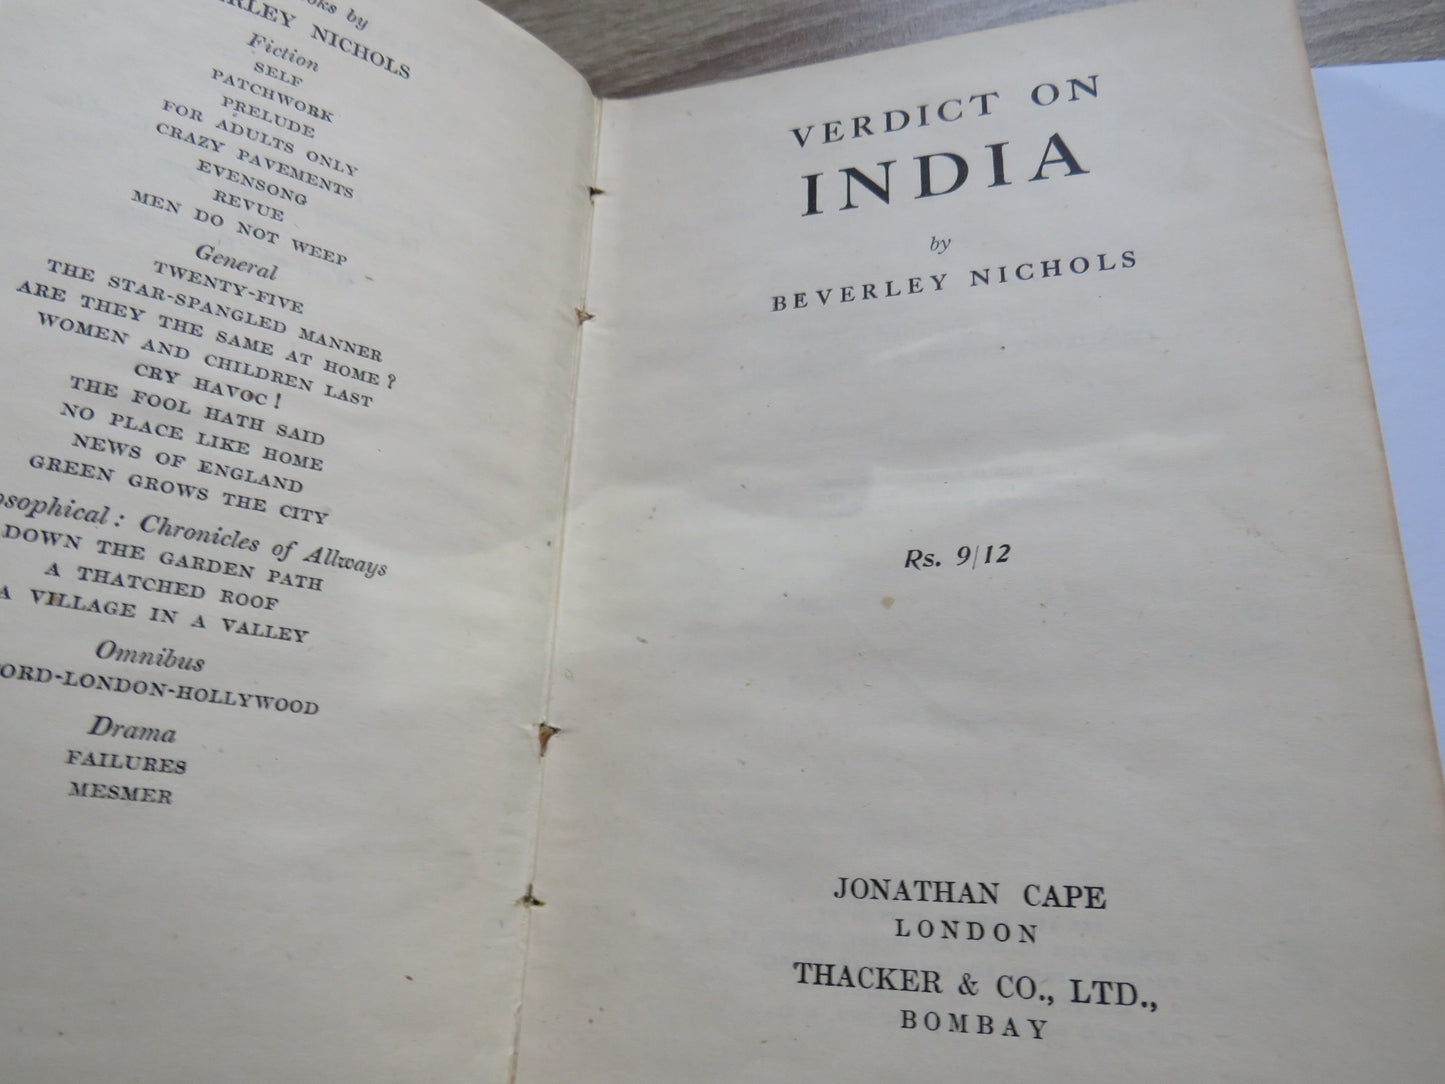 by
NICHOLS
Fiction
SELF
PATCHWORK
PRELUDE
FOR ADULTS ONLY
CRAZY PAVEMENTS
EVENSONG
REVUE
MEN DO NOT WEEP
General
TWENTY-FIVE
THE STAR-SPANGLED MANNER
ARE THEY THE SAME AT HOME?
WOMEN AND CHILDREN LAST
CRY HAVOC!
THE FOOL HATH SAID
NO PLACE LIKE HOME
NEWS OF ENGLAND
GREEN GROWS THE CITY
osophical: Chronicles of Allways
DOWN THE GARDEN PATH
A THATCHED ROOF
A VILLAGE IN A VALLEY
Omnibus
ORD-LONDON-HOLLYWOOD
Drama
FAILURES
MESMER
VERDICT ON
INDIA
by
BEVERLEY NICHOLS
Rs. 9/12
JONATHAN CAPE
LONDON
THACKER & CO., LTD.,
BOMBAY